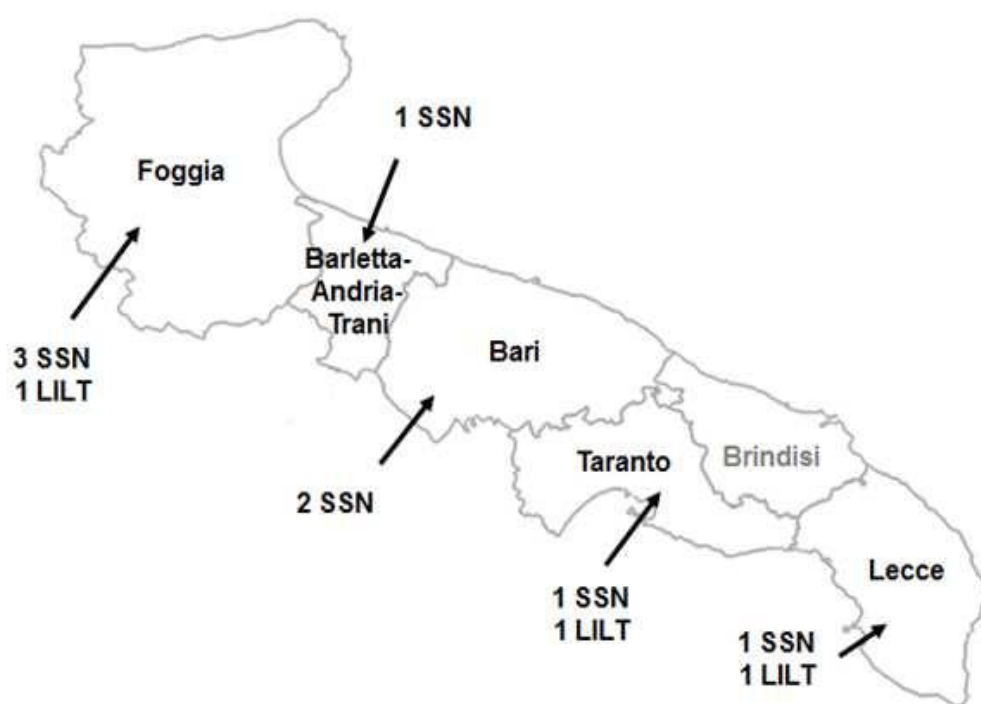 1 SSN
Foggia
Barletta-
Andria-
Trani
3 SSN
1 LILT
Bari
2 SSN
Taranto
Brindisi
1 SSN
1 LILT
Lecce
1 SSN
1 LILT